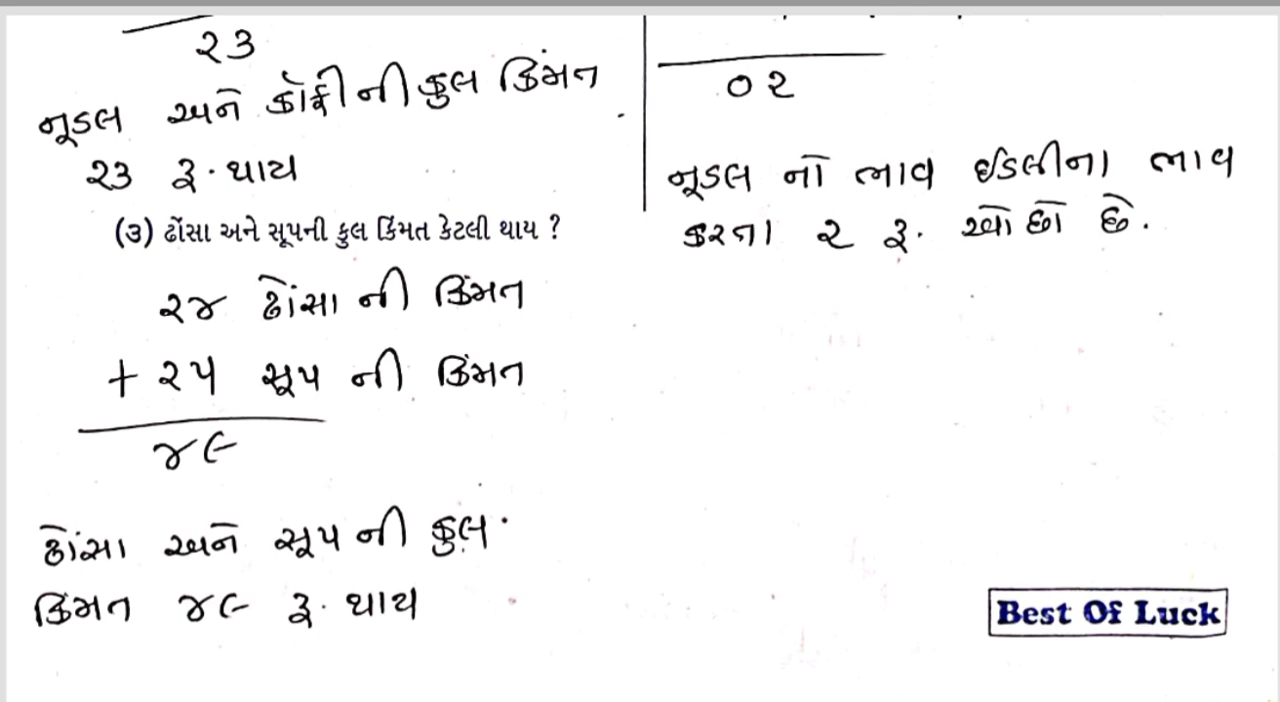 ૨૩
નૂડલ અને કોફીની કુલ કિંમત
૨૩ રૂ. થાય
(૩) ઢોંસા અને સૂપની કુલ કિંમત કેટલી થાય ?
૨૪ ઢોંસા ની કિંમત
+ ૨૫ સૂપ ની કિંમત
૪૯
ઢોંસા અને સૂપ ની કુલ
કિંમત ૪૯ રૂ. થાય
૦૨
નૂડલ નો ભાવ ઈડલીના ભાવ
કરતા ૨ રૂ. ઓછો છે.
Best Of Luck